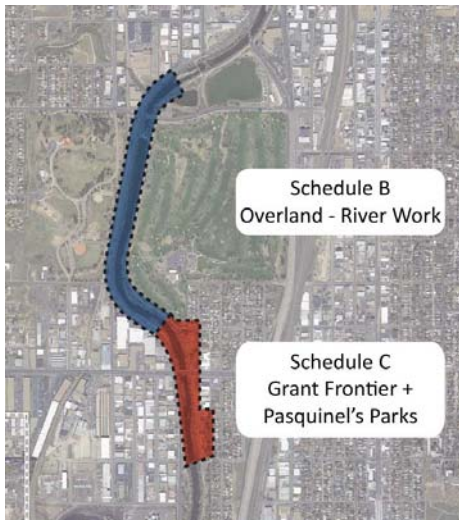 Schedule B
Overland - River Work
Schedule C
Grant Frontier +
Pasquinel's Parks